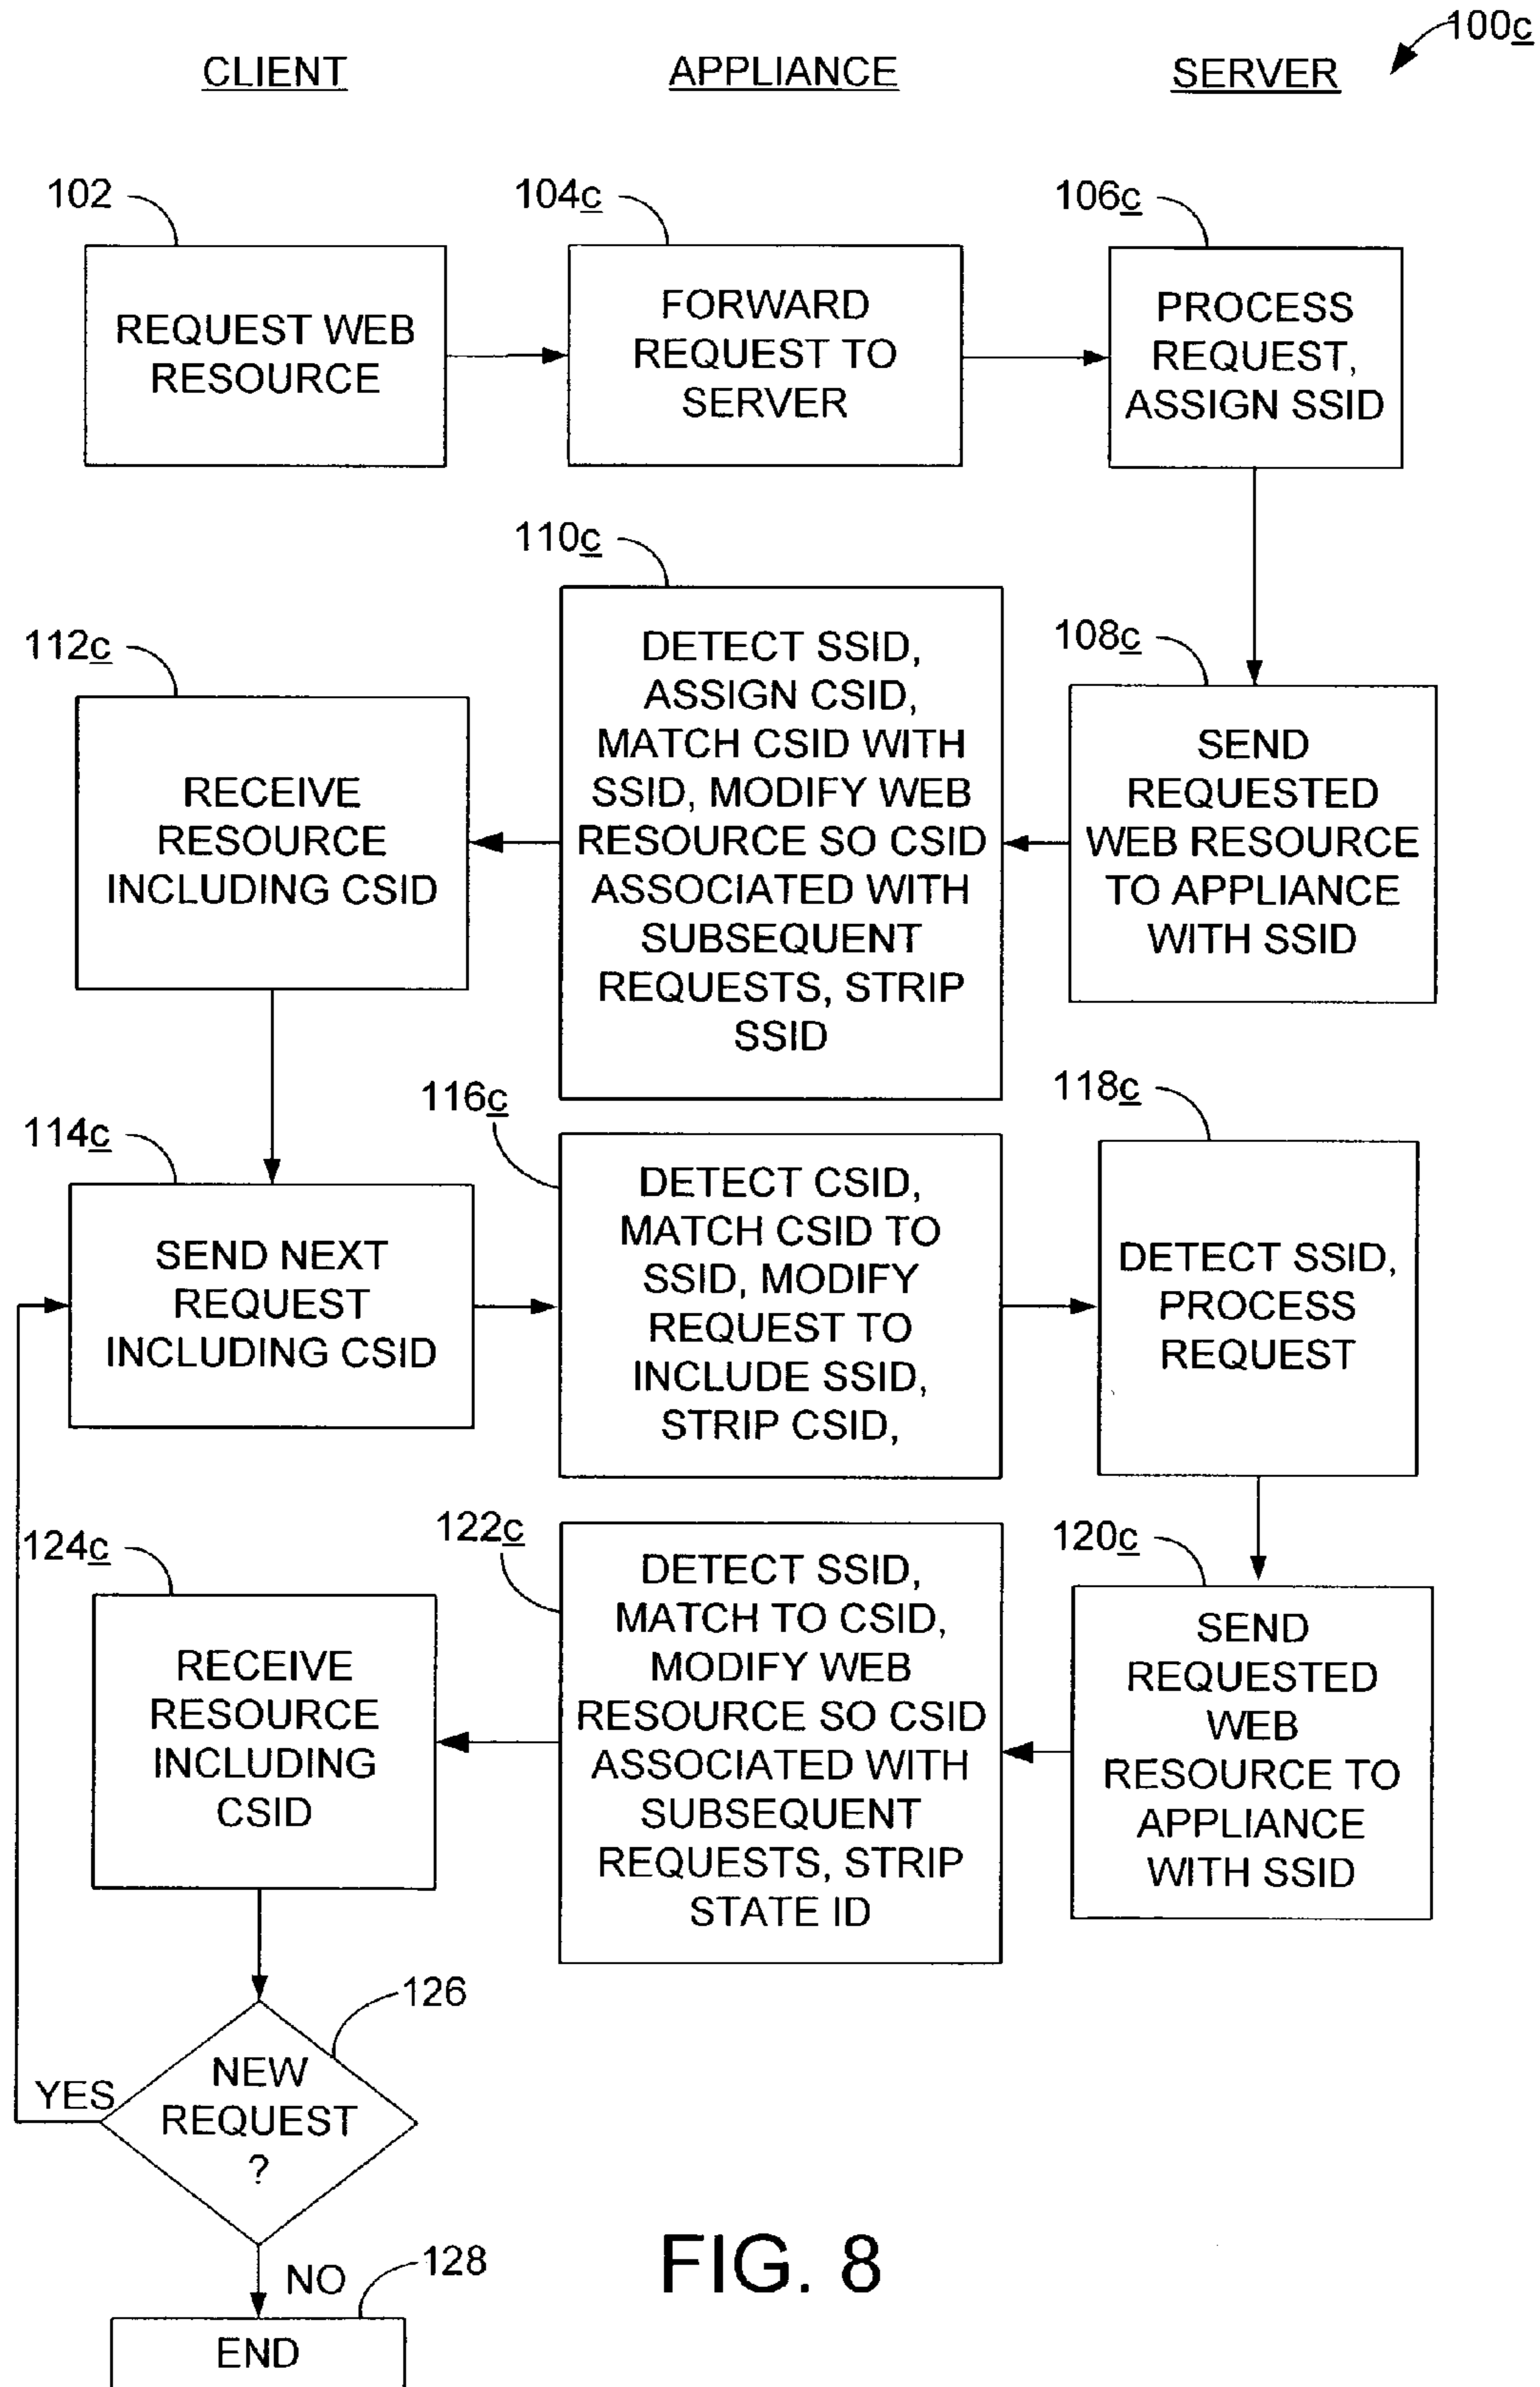 100c
CLIENT
APPLIANCE
SERVER
102
104c
106c
REQUEST WEB
RESOURCE
FORWARD
REQUEST TO
SERVER
PROCESS
REQUEST,
ASSIGN SSID
110c
112c
108c
DETECT SSID,
ASSIGN CSID,
MATCH CSID WITH
SSID, MODIFY WEB
RESOURCE SO CSID
ASSOCIATED WITH
SUBSEQUENT
REQUESTS, STRIP
SSID
RECEIVE
RESOURCE
INCLUDING CSID
SEND
REQUESTED
WEB RESOURCE
TO APPLIANCE
WITH SSID
114c
116c
118c
SEND NEXT
REQUEST
INCLUDING CSID
DETECT CSID,
MATCH CSID TO
SSID, MODIFY
REQUEST TO
INCLUDE SSID,
STRIP CSID,
DETECT SSID,
PROCESS
REQUEST
124c
122c
120c
RECEIVE
RESOURCE
INCLUDING
CSID
DETECT SSID,
MATCH TO CSID,
MODIFY WEB
RESOURCE SO CSID
ASSOCIATED WITH
SUBSEQUENT
REQUESTS, STRIP
STATE ID
SEND
REQUESTED
WEB
RESOURCE TO
APPLIANCE
WITH SSID
126
YES
NEW
REQUEST
?
NO
128
END
FIG. 8